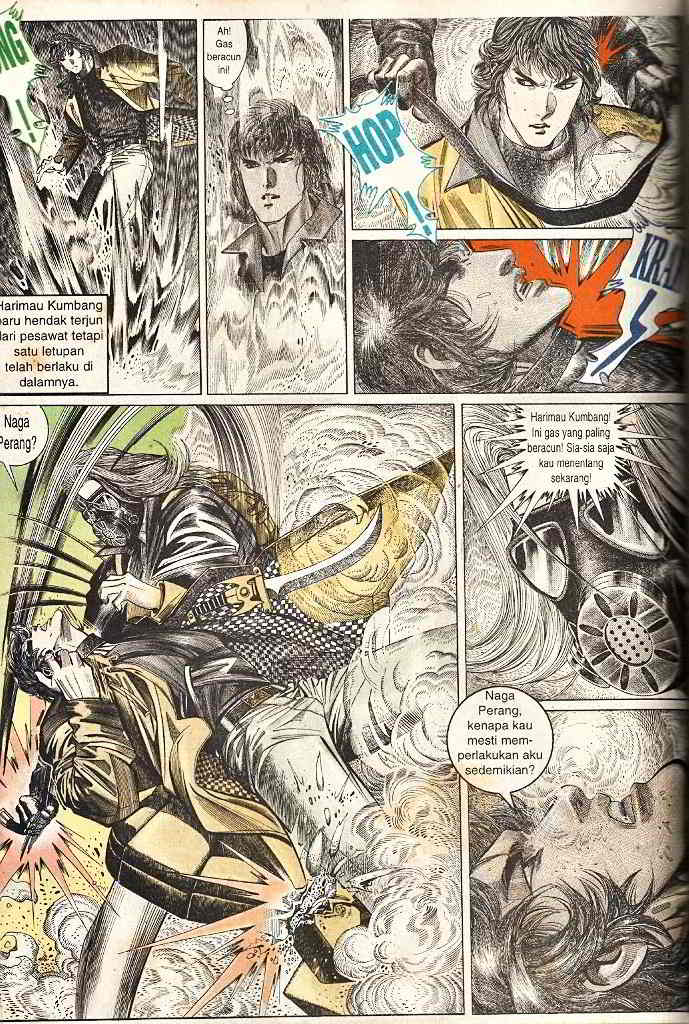 NG
!
Ah!
Gas
beracun
ini!
HOP
!
Harimau Kumbang
baru hendak terjun
dari pesawat tetapi
satu letupan
telah berlaku di
dalamnya.
Naga
Perang?
Harimau Kumbang!
Ini gas yang paling
beracun! Sia-sia saja
kau menentang
sekarang!
Naga
Perang,
kenapa kau
mesti mem-
perlakukan aku
sedemikian?